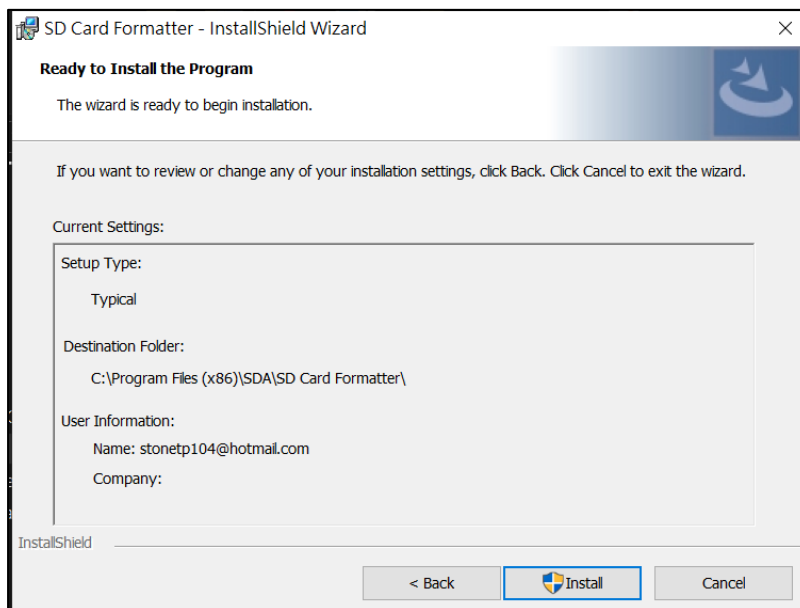 SD Card Formatter - InstallShield Wizard
Ready to Install the Program
The wizard is ready to begin installation.
If you want to review or change any of your installation settings, click Back. Click Cancel to exit the wizard.
Current Settings:
Setup Type:
Typical
Destination Folder:
C:\Program Files (x86)\SDA\SD Card Formatter\
User Information:
Name: stonetp104@hotmail.com
Company:
InstallShield
< Back
Install
Cancel